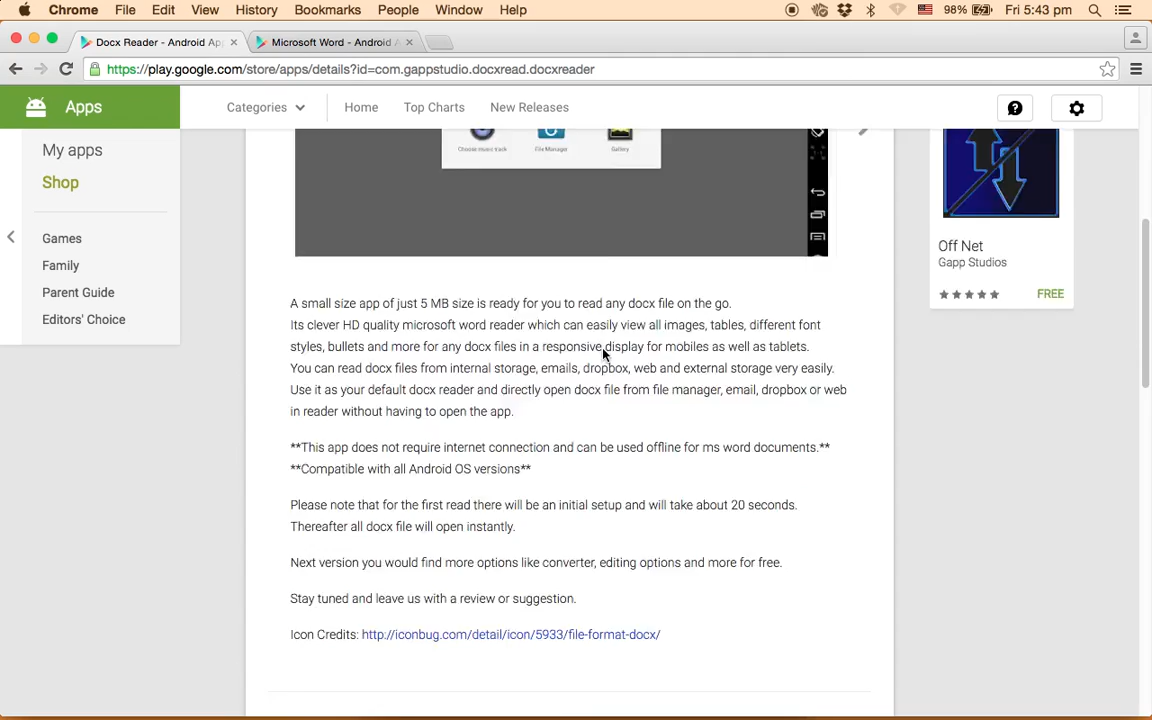 Chrome File Edit View History Bookmarks People Window Help 98% Fri 5:43 pm
Docx Reader - Android Ap Microsoft Word - Android A
https://play.google.com/store/apps/details?id=com.gappstudio.docxread.docxreader
Apps Categories Home Top Charts New Releases
My apps
Shop
Games
Family
Parent Guide
Editors' Choice
Choose music track File Manager Gallery
A small size app of just 5 MB size is ready for you to read any docx file on the go.
Its clever HD quality microsoft word reader which can easily view all images, tables, different font
styles, bullets and more for any docx files in a responsive display for mobiles as well as tablets.
You can read docx files from internal storage, emails, dropbox, web and external storage very easily.
Use it as your default docx reader and directly open docx file from file manager, email, dropbox or web
in reader without having to open the app.
**This app does not require internet connection and can be used offline for ms word documents.**
**Compatible with all Android OS versions**
Please note that for the first read there will be an initial setup and will take about 20 seconds.
Thereafter all docx file will open instantly.
Next version you would find more options like converter, editing options and more for free.
Stay tuned and leave us with a review or suggestion.
Icon Credits: http://iconbug.com/detail/icon/5933/file-format-docx/
Off Net
Gapp Studios
FREE